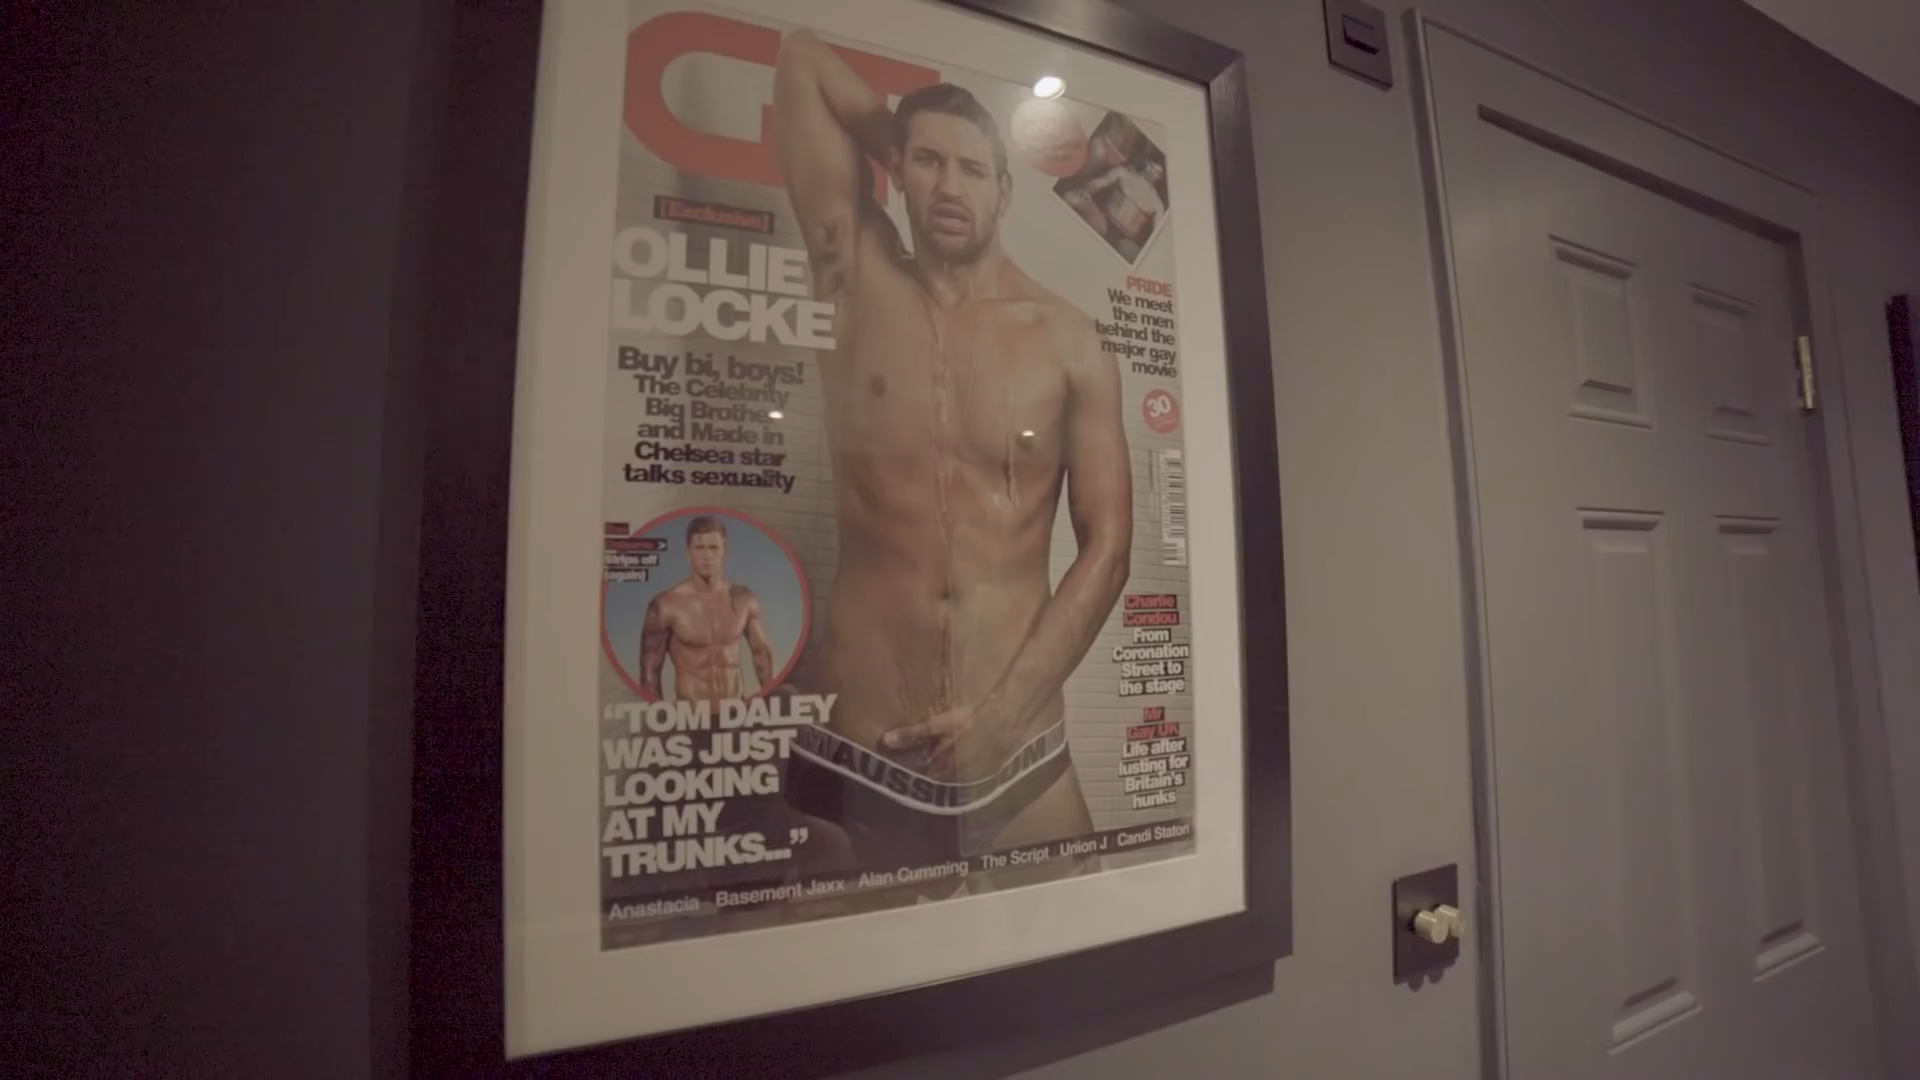 GT
[Exclusive]
OLLIE
LOCKE
Buy bi, boys!
The Celebrity
Big Brother
and Made in
Chelsea star
talks sexuality
Strips off
(again)
“TOM DALEY
WAS JUST
LOOKING
AT MY
TRUNKS...”
PRIDE
We meet
the men
behind the
major gay
movie
30
Charlie
Condou
From
Coronation
Street to
the stage
Mr
Gay UK
Life after
lusting for
Britain's
hunks
AUSSIE
Anastacia Basement Jaxx Alan Cumming The Script Union J Candi Staton